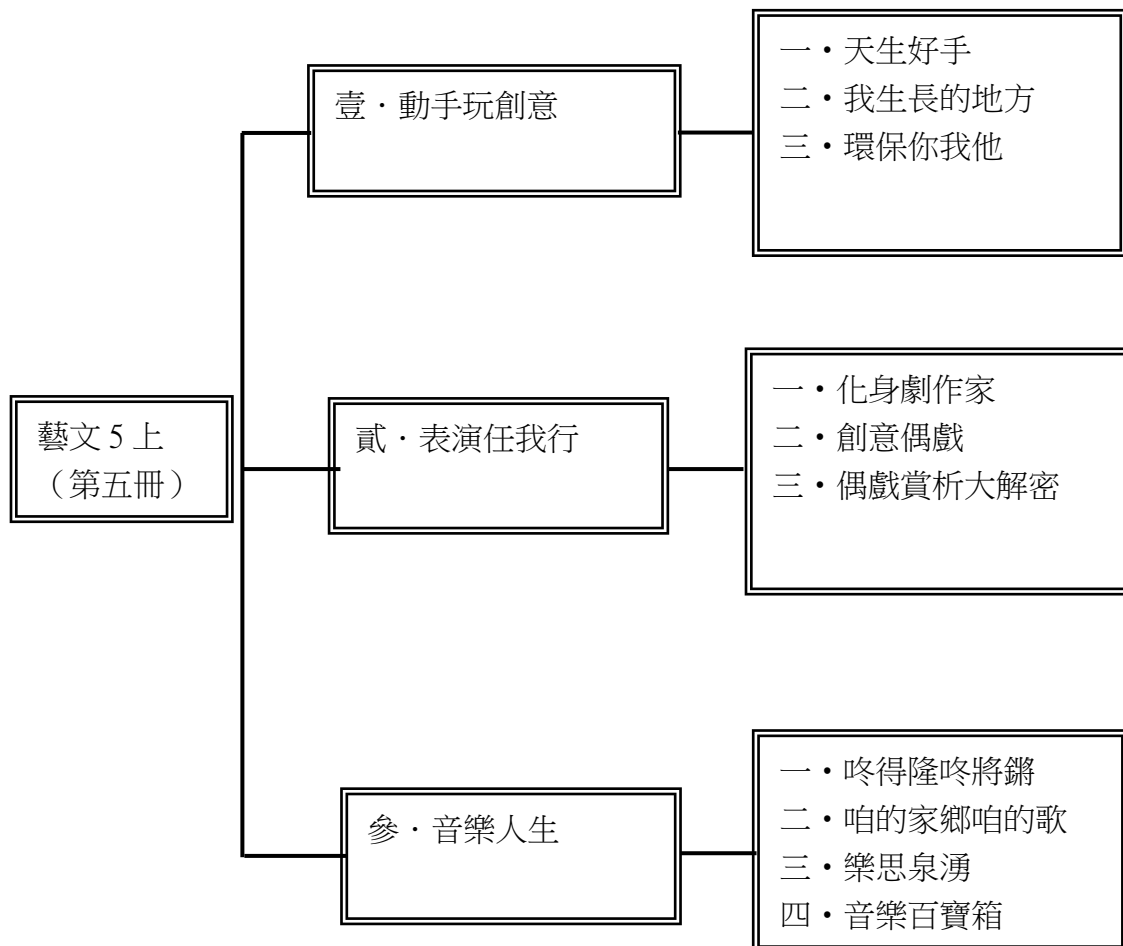 藝文 5 上
（第五冊）
壹．動手玩創意
一・天生好手
二・我生長的地方
三・環保你我他
貳．表演任我行
一・化身劇作家
二・創意偶戲
三・偶戲賞析大解密
參．音樂人生
一・咚得隆咚將鏘
二・咱的家鄉咱的歌
三・樂思泉湧
四・音樂百寶箱